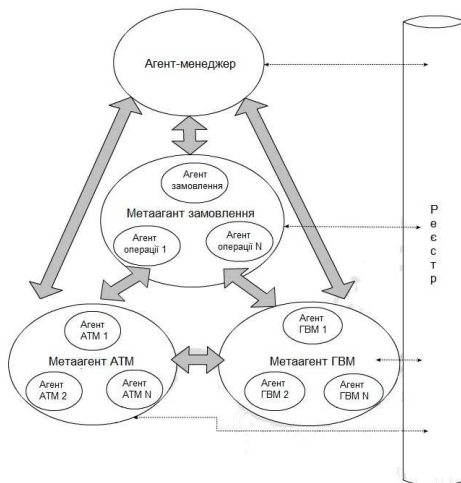 Агент-менеджер
Агент
замовлення
Метаагант замовлення
Агент
операції 1
Агент
операції N
Р
е
є
с
т
р
Агент
АТМ 1
Метаагент АТМ
Агент
АТМ 2
Агент
АТМ N
Агент
ГВМ 1
Метаагент ГВМ
Агент
ГВМ 2
Агент
ГВМ N